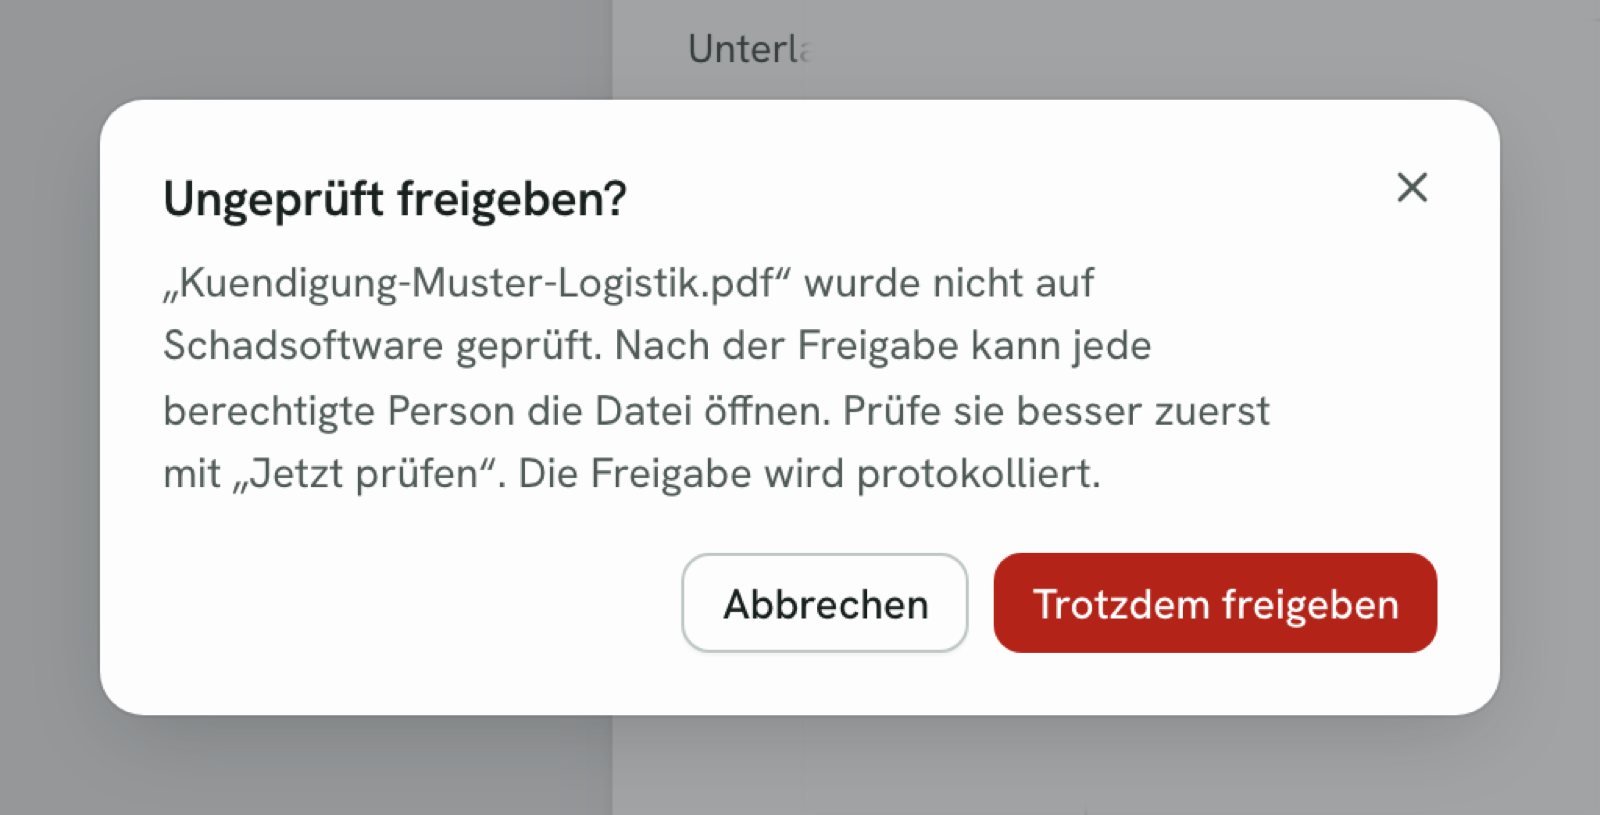 Ungeprüft freigeben?
„Kuendigung-Muster-Logistik.pdf“ wurde nicht auf
Schadsoftware geprüft. Nach der Freigabe kann jede
berechtigte Person die Datei öffnen. Prüfe sie besser zuerst
mit „Jetzt prüfen“. Die Freigabe wird protokolliert.
Abbrechen
Trotzdem freigeben